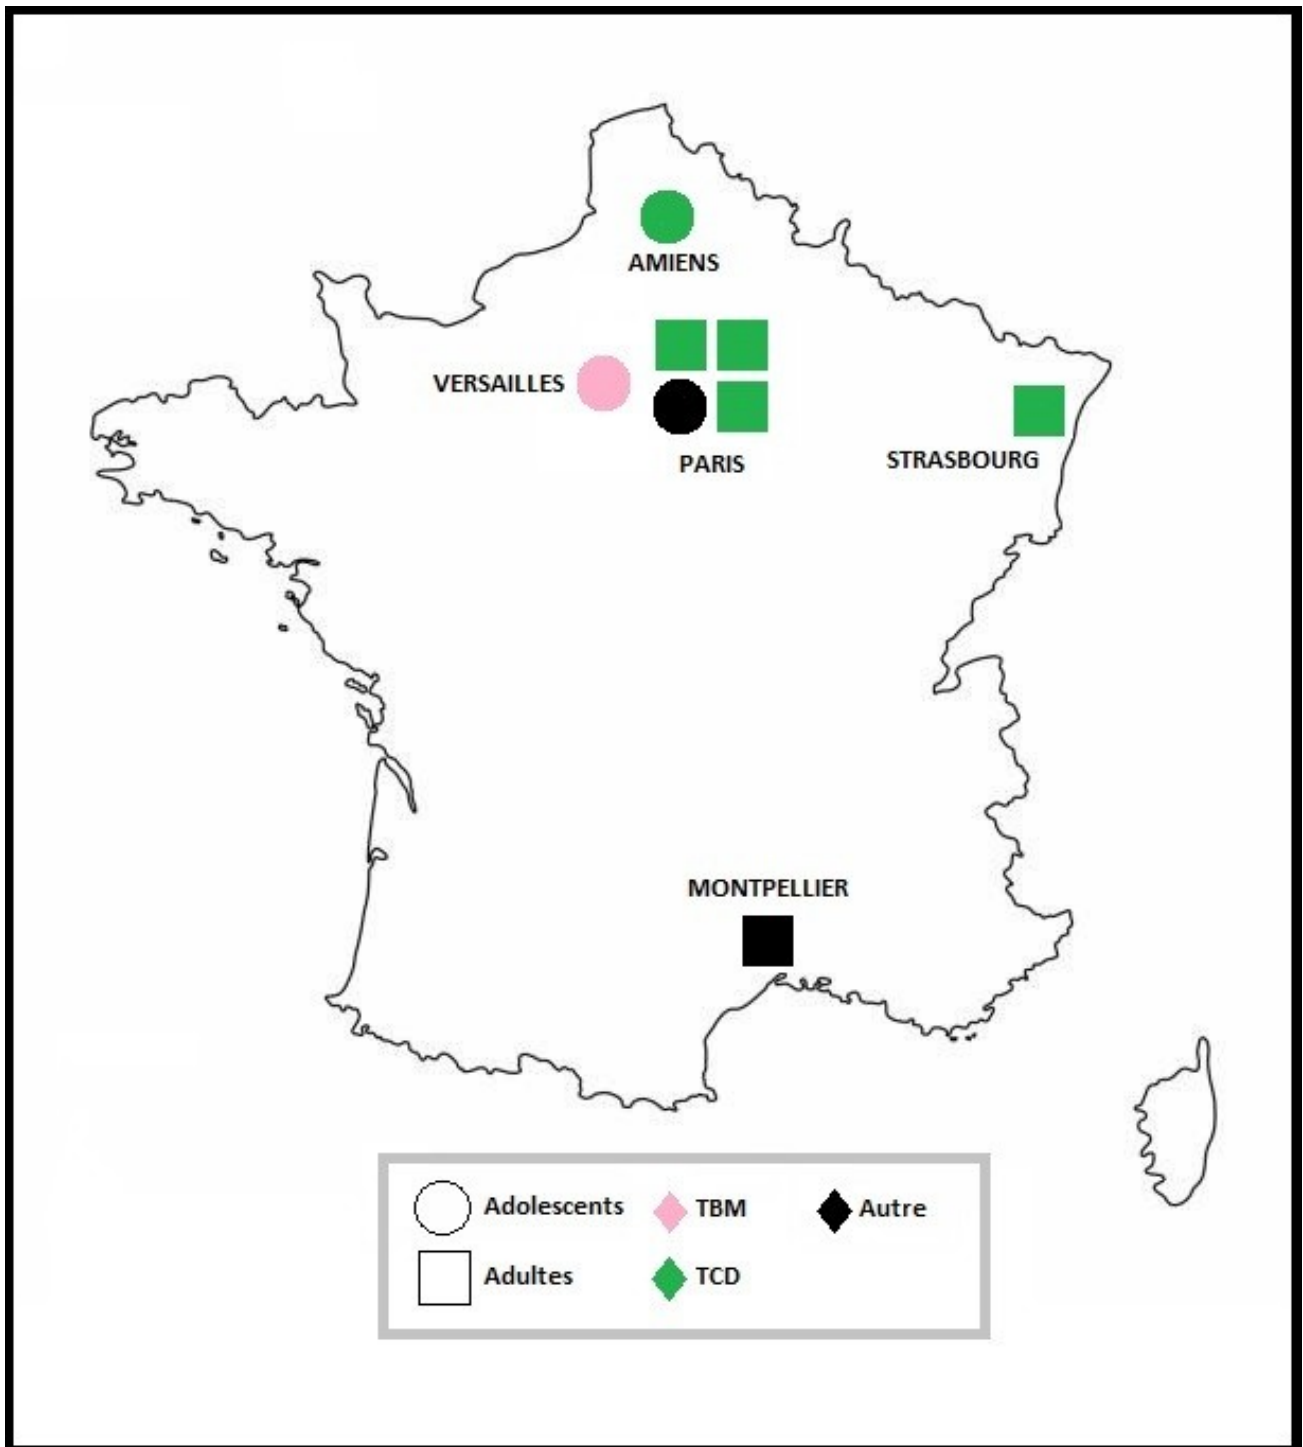 AMIENS
VERSAILLES
PARIS
STRASBOURG
MONTPELLIER
Adolescents
TBM
Autre
Adultes
TCD